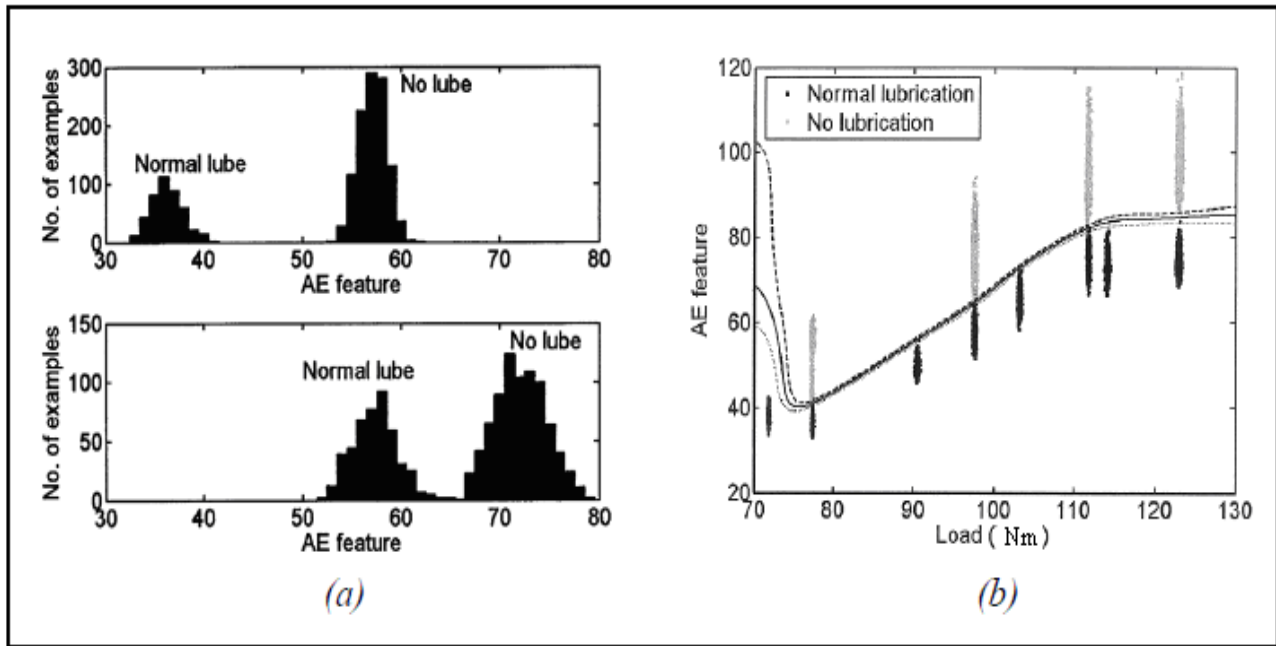 300
200
100
0
No. of examples
Normal lube
No lube
30 40 50 60 70 80
AE feature
150
100
50
0
No. of examples
Normal lube
No lube
30 40 50 60 70 80
AE feature
(a)
120
100
80
60
40
20
AE feature
Normal lubrication
No lubrication
70 80 90 100 110 120 130
Load ( Nm )
(b)